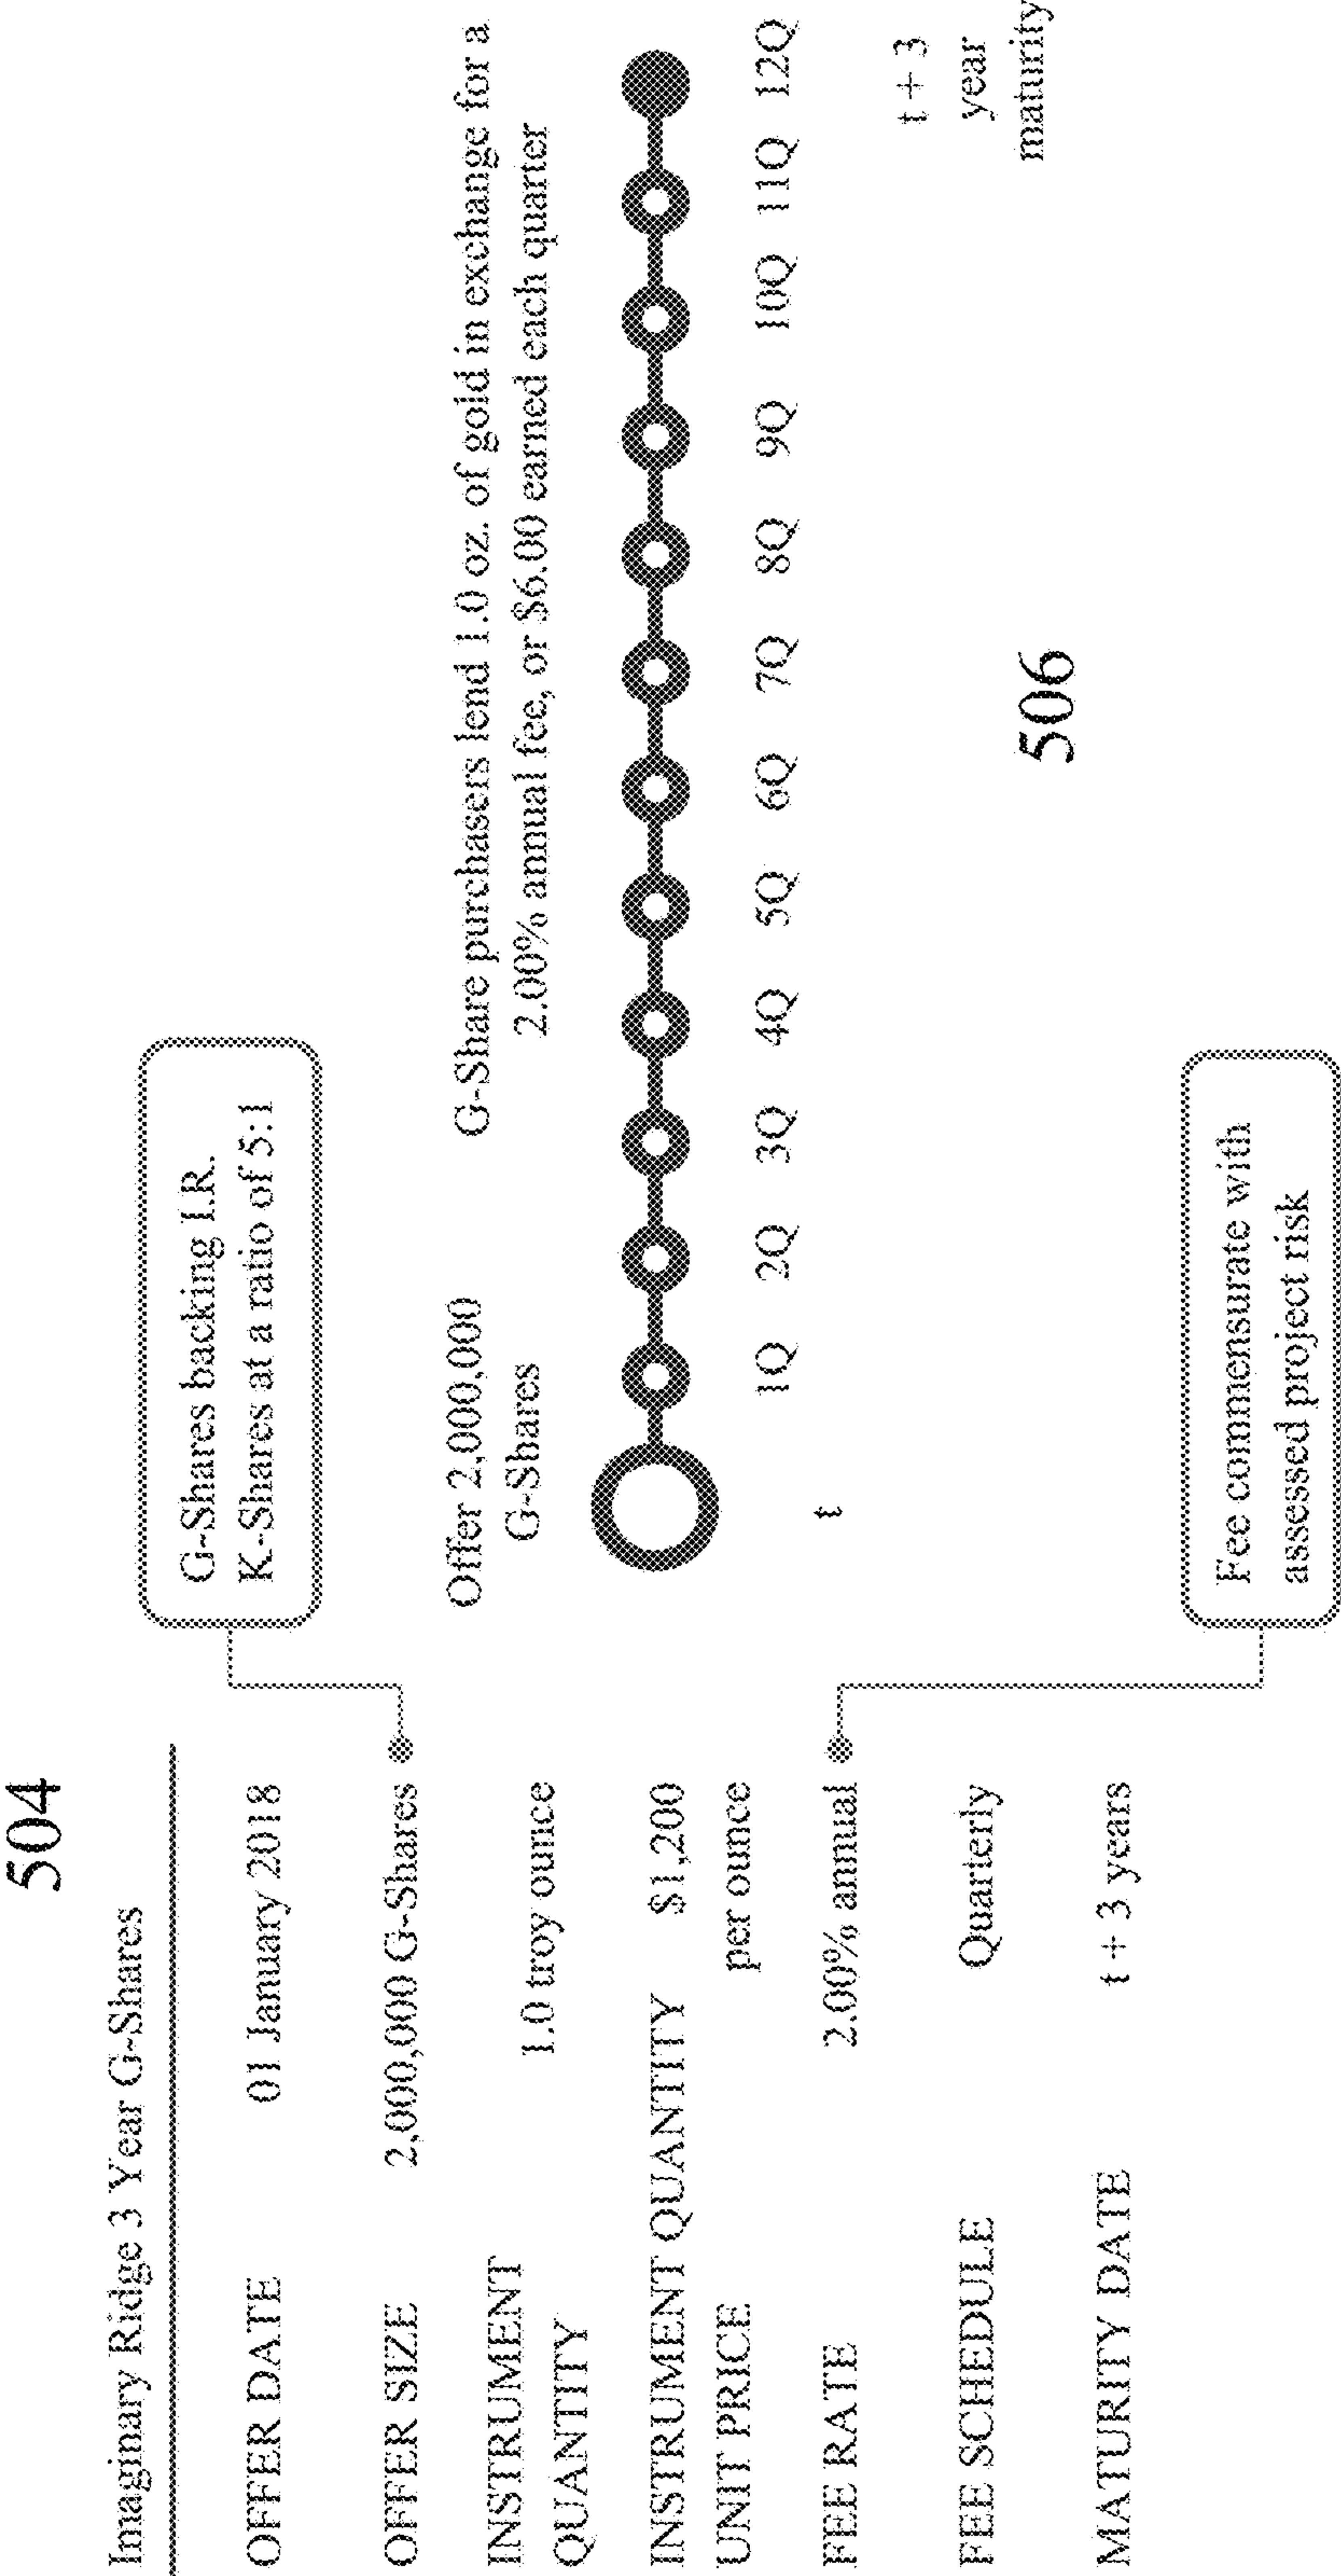 504
Imaginary Ridge 3 Year G-Shares
OFFER DATE 01 January 2018
OFFER SIZE 2,000,000 G-Shares
INSTRUMENT
QUANTITY 1.0 troy ounce
INSTRUMENT QUANTITY $1,200
UNIT PRICE per ounce
FEE RATE 2.00% annual
FEE SCHEDULE Quarterly
MATURITY DATE t + 3 years
G-Shares backing I.R.
K-Shares at a ratio of 5:1
Offer 2,000,000
G-Shares
G-Share purchasers lend 1.0 oz. of gold in exchange for a
2.00% annual fee, or $6.00 earned each quarter
1Q 2Q 3Q 4Q 5Q 6Q 7Q 8Q 9Q 10Q 11Q 12Q
t
t + 3
year
maturity
506
Fee commensurate with
assessed project risk